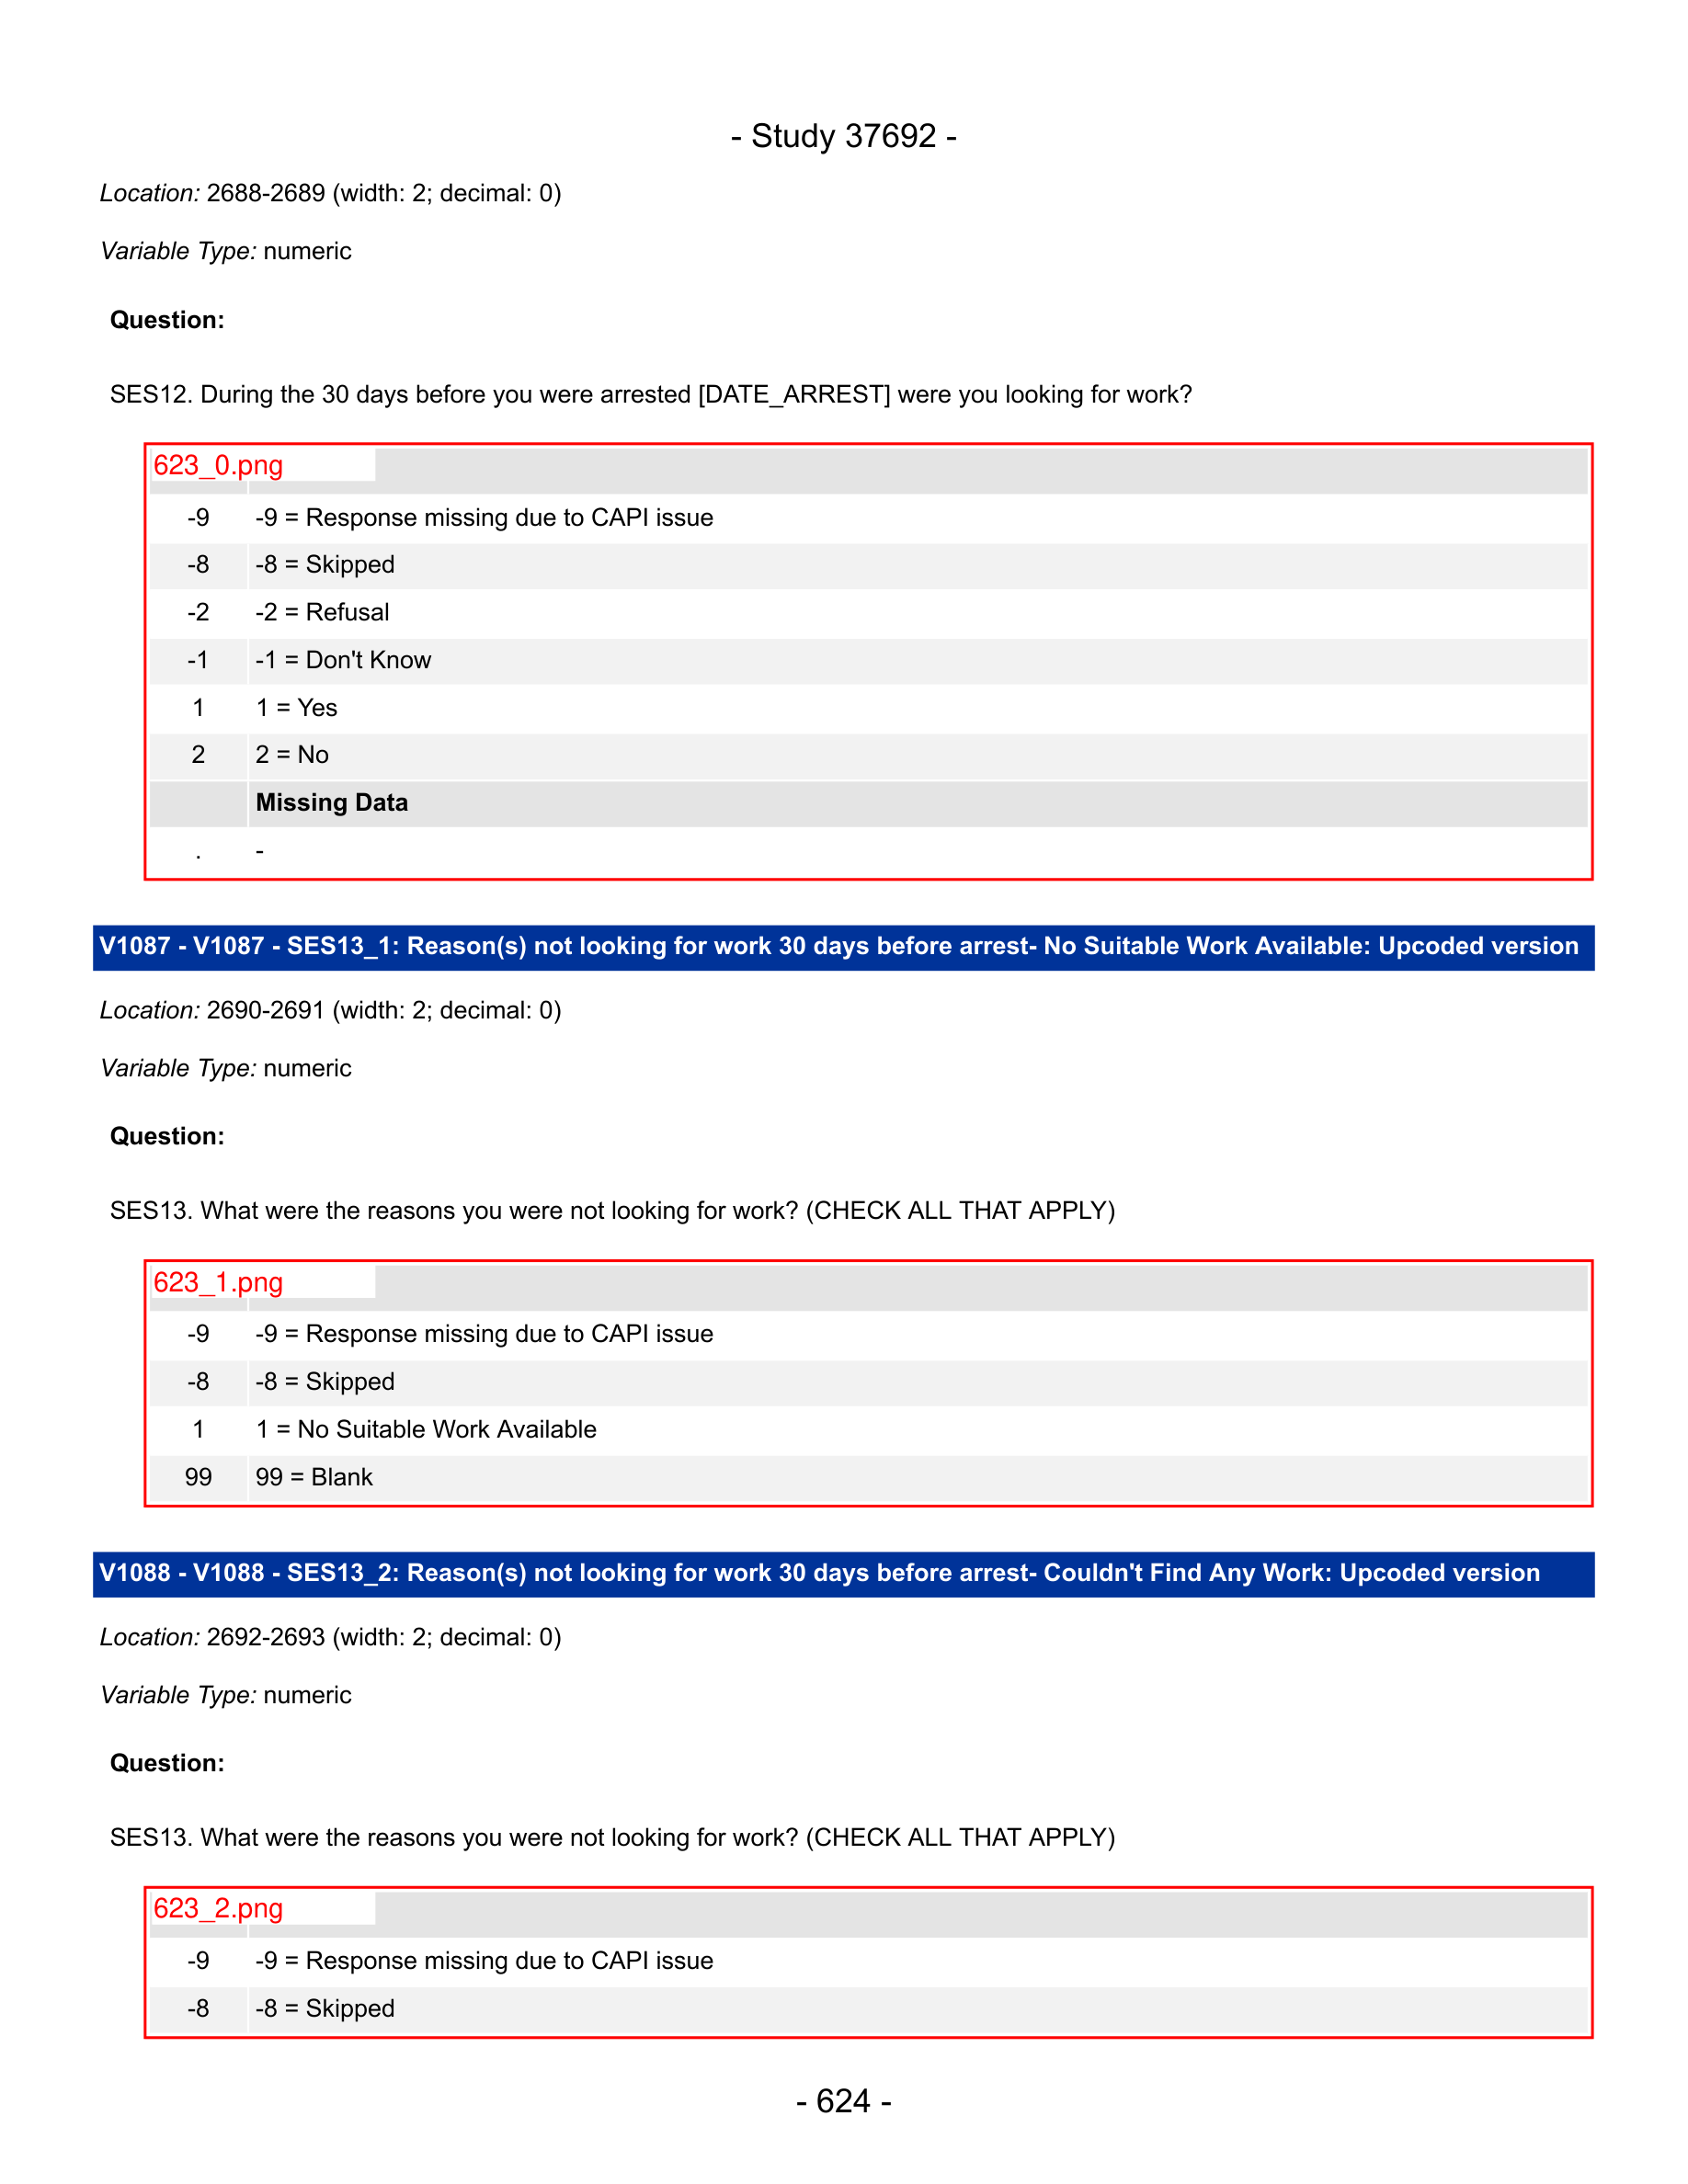 - Study 37692 -
Location: 2688-2689 (width: 2; decimal: 0)
Variable Type: numeric
Question:
SES12. During the 30 days before you were arrested [DATE_ARREST] were you looking for work?
623_0.png
-9 -9 = Response missing due to CAPI issue
-8 -8 = Skipped
-2 -2 = Refusal
-1 -1 = Don't Know
1 1 = Yes
2 2 = No
Missing Data
. -
V1087 - V1087 - SES13_1: Reason(s) not looking for work 30 days before arrest- No Suitable Work Available: Upcoded version
Location: 2690-2691 (width: 2; decimal: 0)
Variable Type: numeric
Question:
SES13. What were the reasons you were not looking for work? (CHECK ALL THAT APPLY)
623_1.png
-9 -9 = Response missing due to CAPI issue
-8 -8 = Skipped
1 1 = No Suitable Work Available
99 99 = Blank
V1088 - V1088 - SES13_2: Reason(s) not looking for work 30 days before arrest- Couldn't Find Any Work: Upcoded version
Location: 2692-2693 (width: 2; decimal: 0)
Variable Type: numeric
Question:
SES13. What were the reasons you were not looking for work? (CHECK ALL THAT APPLY)
623_2.png
-9 -9 = Response missing due to CAPI issue
-8 -8 = Skipped
- 624 -